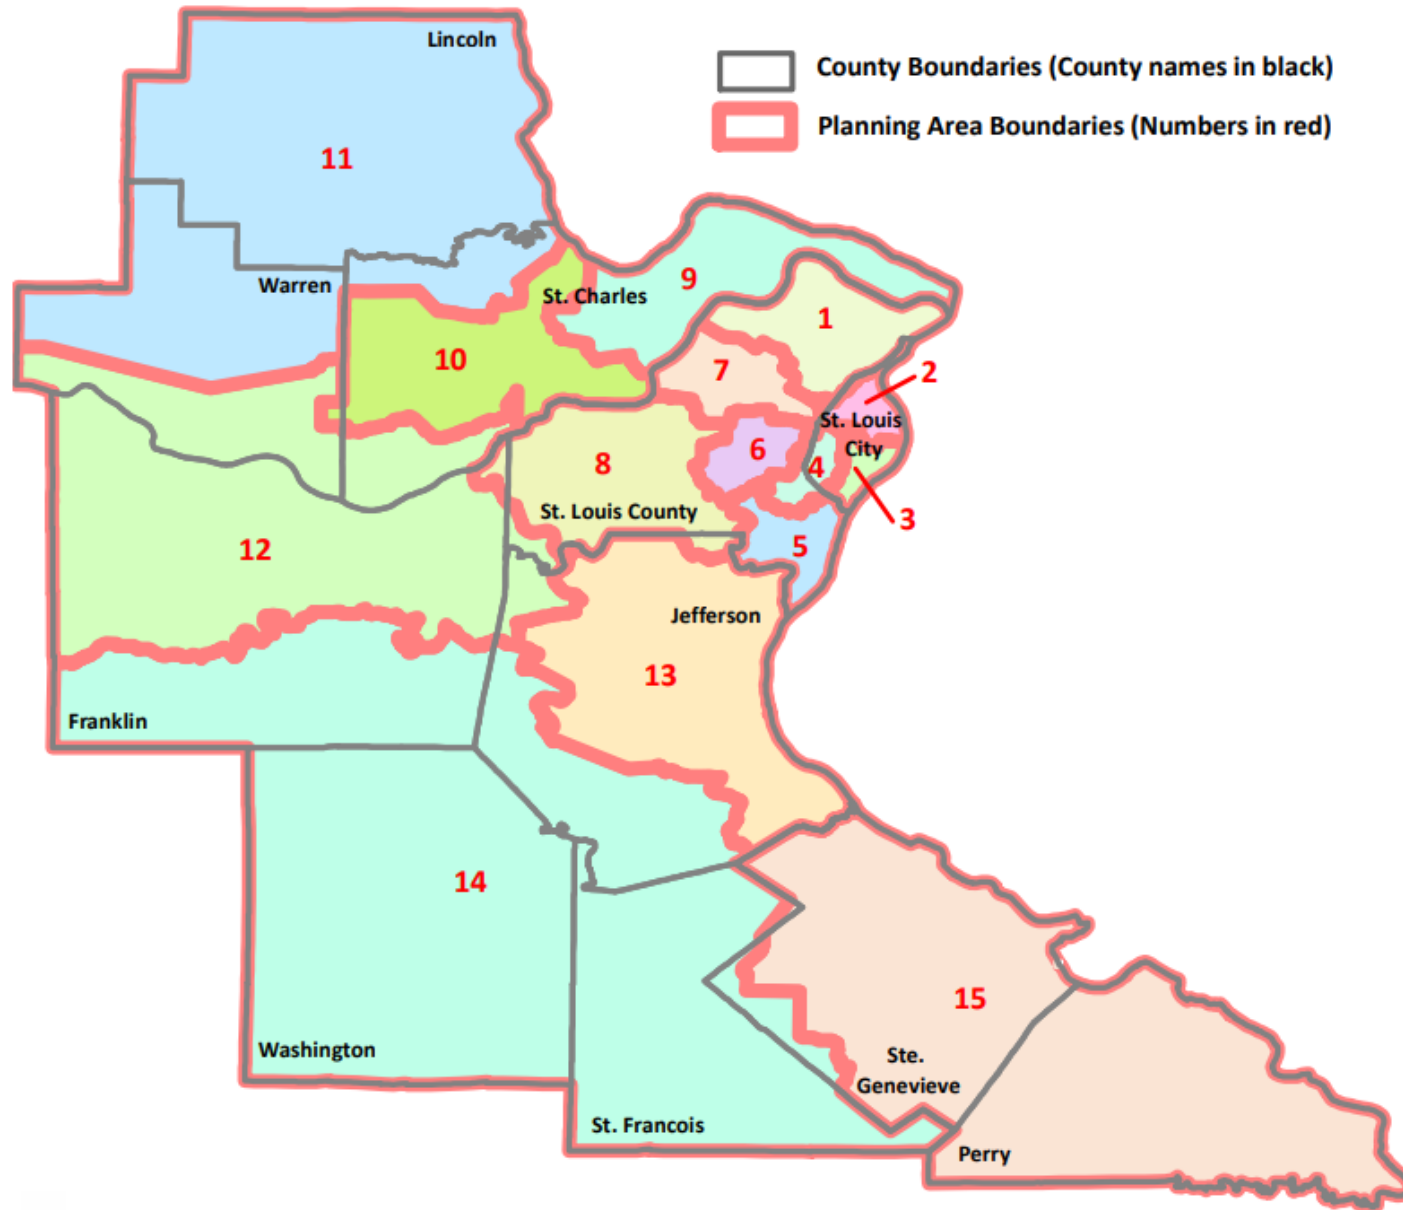 Lincoln
County Boundaries (County names in black)
Planning Area Boundaries (Numbers in red)
11
9
Warren
St. Charles
1
10
7
2
St. Louis
City
6
8
4
St. Louis County
3
12
5
Jefferson
13
Franklin
14
15
Washington
Ste.
Genevieve
St. Francois
Perry